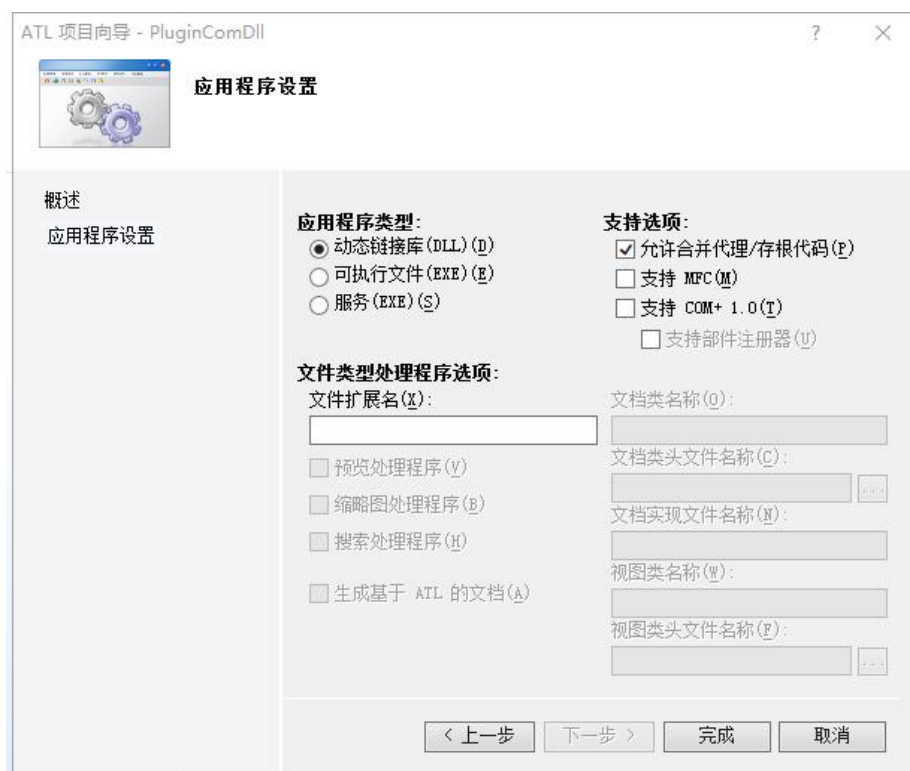 ATL 项目向导 - PluginComDll
应用程序设置
概述
应用程序设置
应用程序类型:
动态链接库(DLL)(D)
可执行文件(EXE)(E)
服务(EXE)(S)
支持选项:
允许合并代理/存根代码(P)
支持 MFC(M)
支持 COM+ 1.0(T)
支持部件注册器(U)
文件类型处理程序选项:
文件扩展名(X):
预览处理程序(V)
缩略图处理程序(B)
搜索处理程序(H)
生成基于 ATL 的文档(A)
文档类名称(O):
文档类头文件名称(C):
...
文档实现文件名称(N):
视图类名称(W):
视图类头文件名称(F):
...
< 上一步
下一步 >
完成
取消